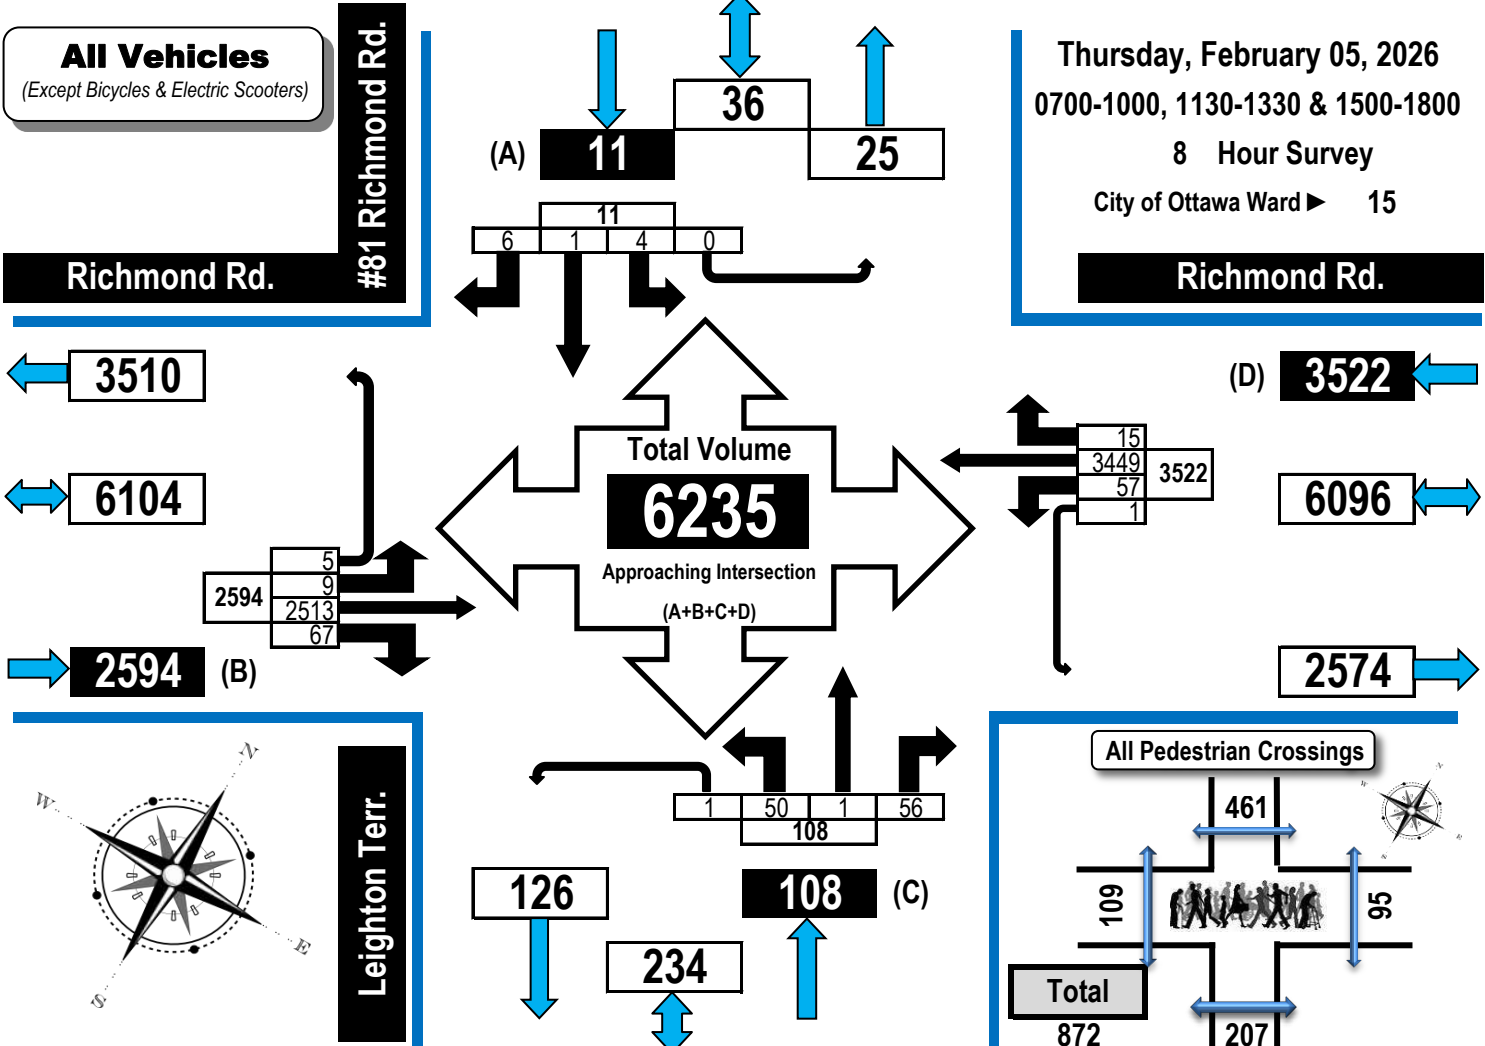 All Vehicles
(Except Bicycles & Electric Scooters)
#81 Richmond Rd.
Richmond Rd.
Thursday, February 05, 2026
0700-1000, 1130-1330 & 1500-1800
8 Hour Survey
City of Ottawa Ward ► 15
Richmond Rd.
36
(A) 11
25
11
6 1 4 0
3510
6104
5
9
2513
67
2594
2594 (B)
Total Volume
6235
Approaching Intersection
(A+B+C+D)
(D) 3522
15
3449
57
1
3522
6096
2574
1 50 1 56
108
126
108 (C)
234
Leighton Terr.
N
W
E
S
All Pedestrian Crossings
461
109
95
207
Total
872
N
W
E
S